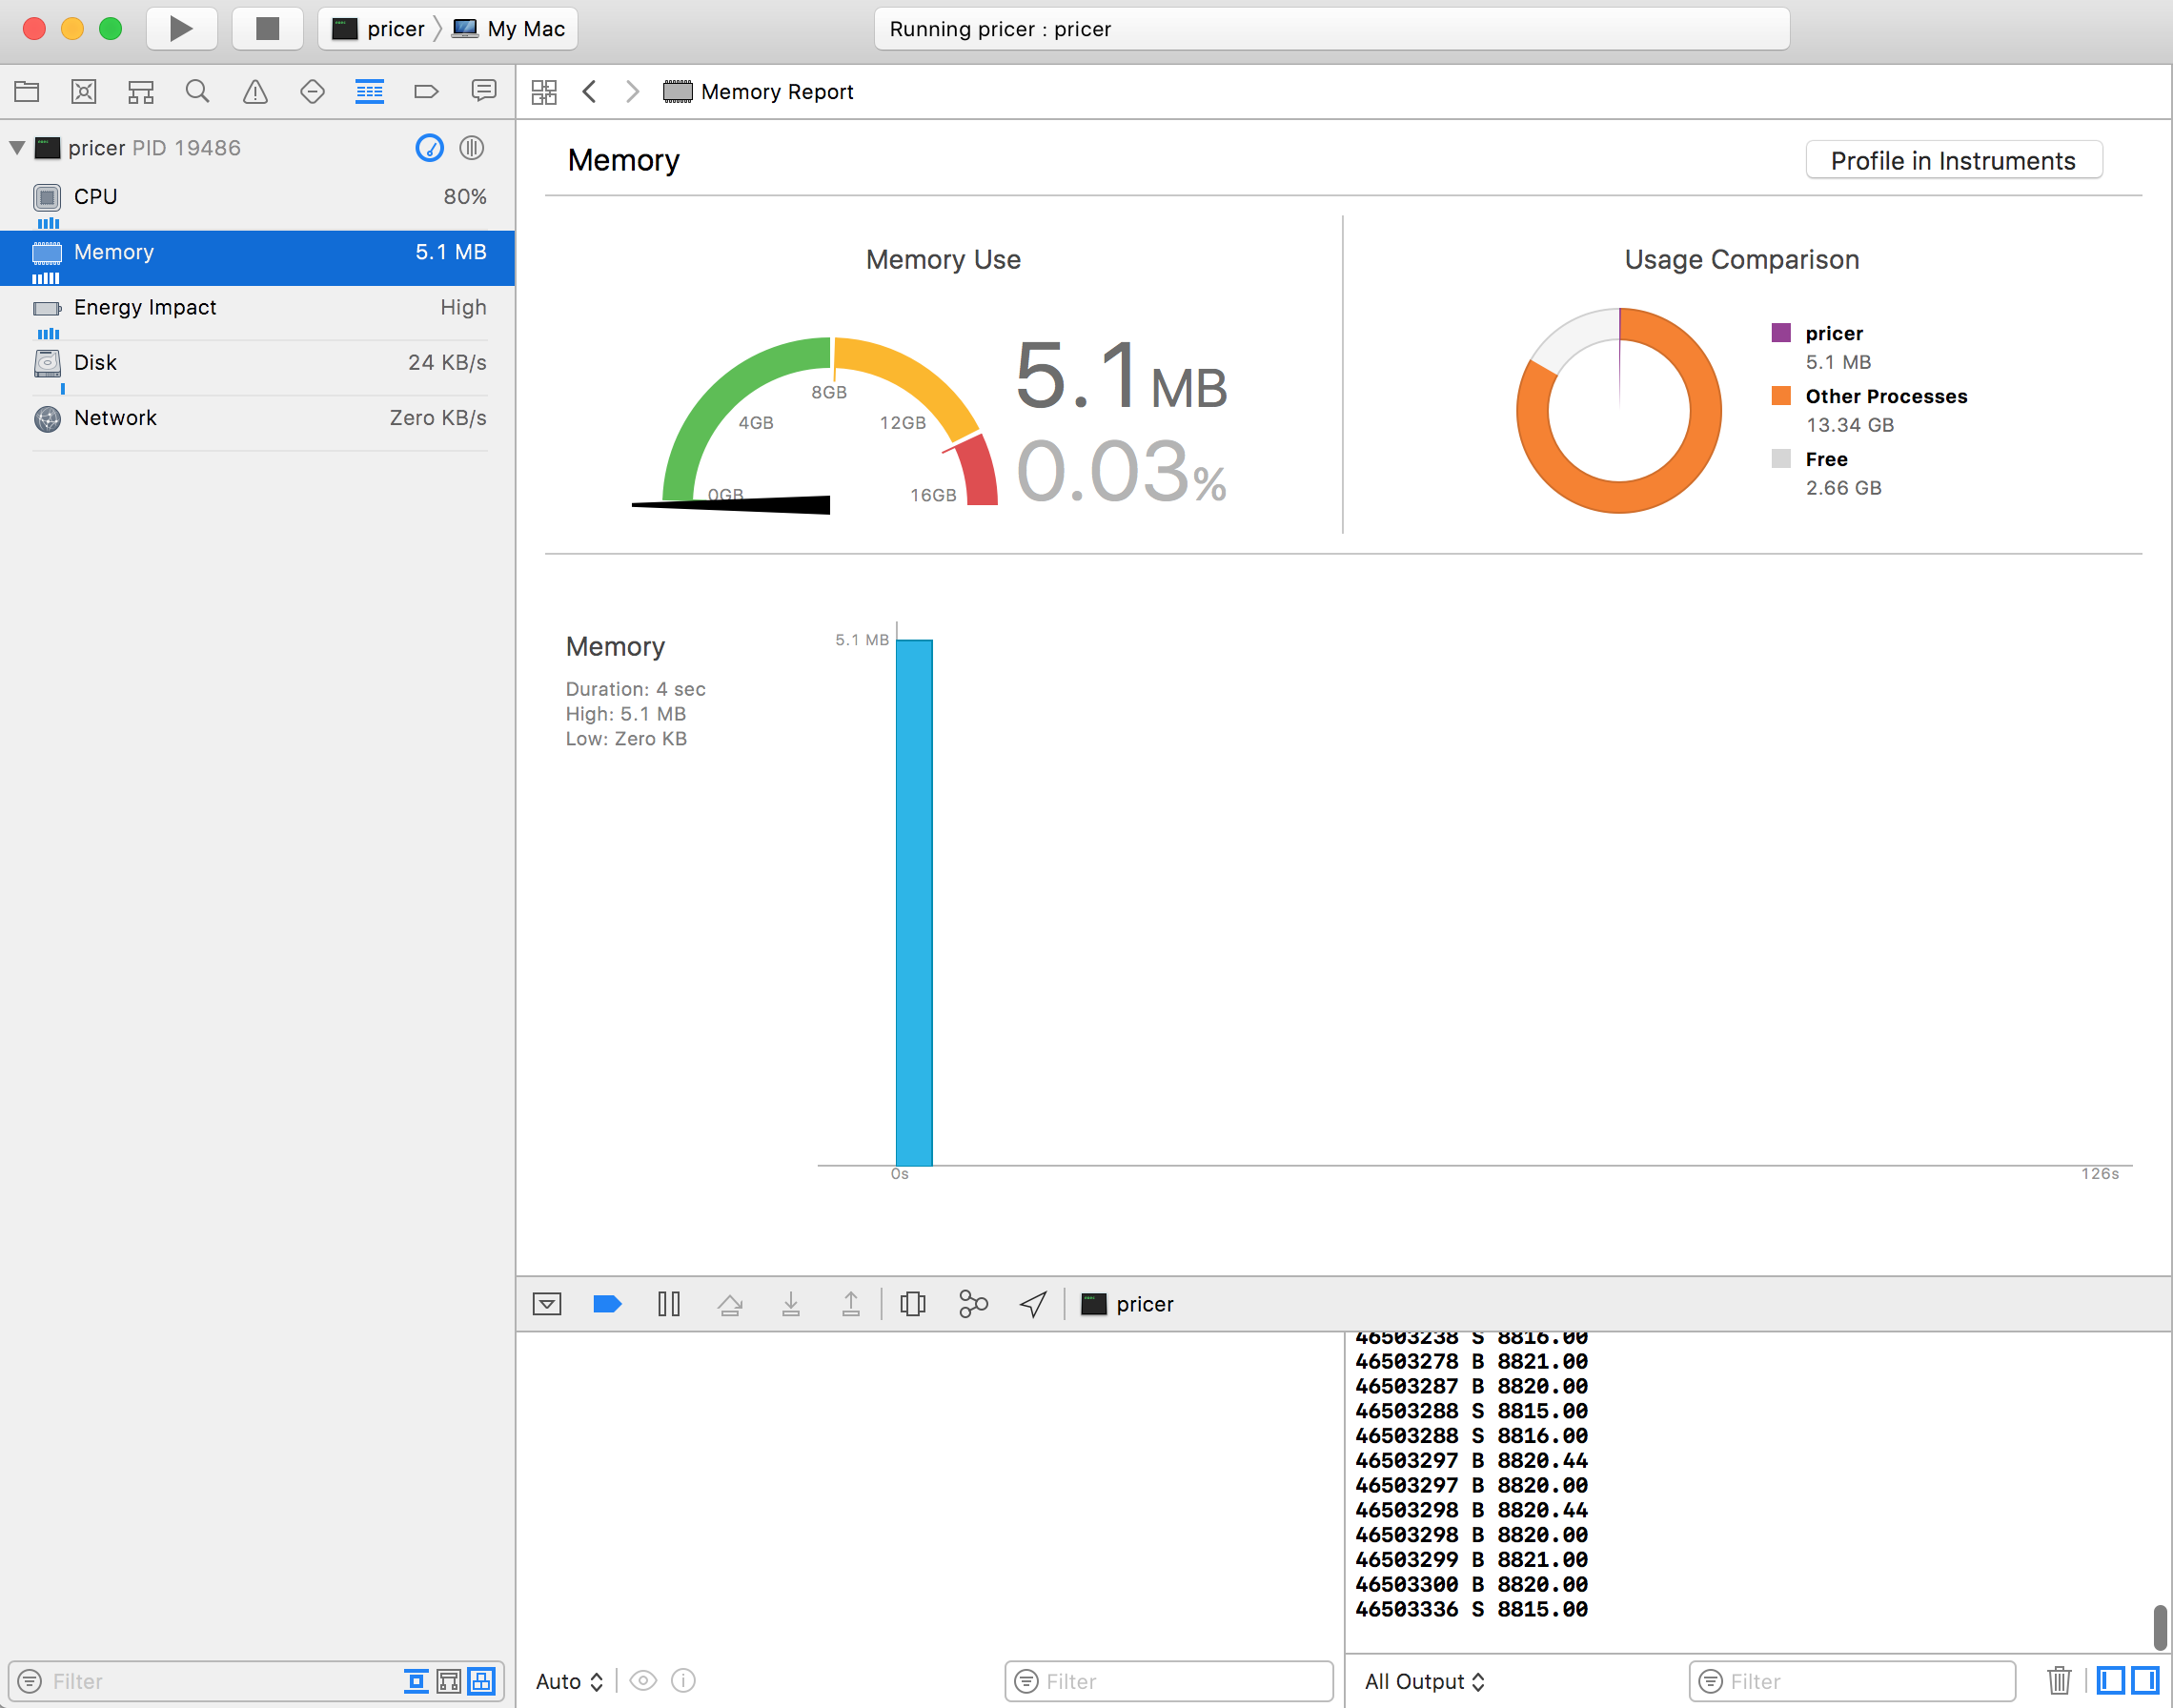 pricer My Mac
Running pricer : pricer
Memory Report
pricer PID 19486
CPU 80%
Memory 5.1 MB
Energy Impact High
Disk 24 KB/s
Network Zero KB/s
Memory
Profile in Instruments
Memory Use
0GB
4GB
8GB
12GB
16GB
5.1 MB
0.03%
Usage Comparison
pricer
5.1 MB
Other Processes
13.34 GB
Free
2.66 GB
Memory
Duration: 4 sec
High: 5.1 MB
Low: Zero KB
5.1 MB
0s
126s
pricer
46503238 S 8816.00
46503278 B 8821.00
46503287 B 8820.00
46503288 S 8815.00
46503288 S 8816.00
46503297 B 8820.44
46503297 B 8820.00
46503298 B 8820.44
46503298 B 8820.00
46503299 B 8821.00
46503300 B 8820.00
46503336 S 8815.00
Filter
Auto
Filter
All Output
Filter